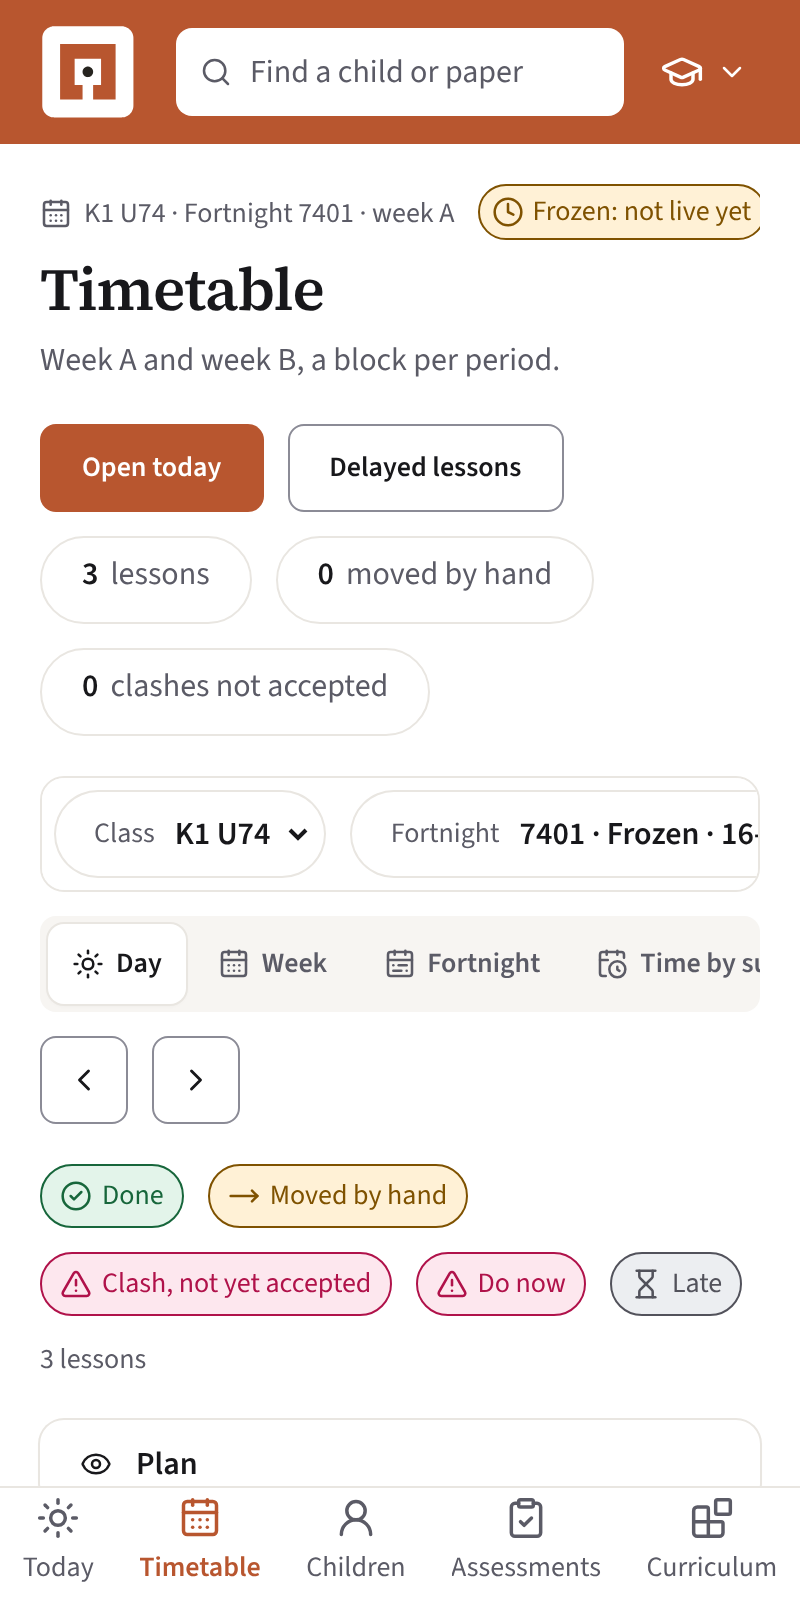 Find a child or paper
K1 U74 · Fortnight 7401 · week A
Frozen: not live yet
Timetable
Week A and week B, a block per period.
Open today
Delayed lessons
3 lessons
0 moved by hand
0 clashes not accepted
Class K1 U74
Fortnight 7401 · Frozen · 16-
Day
Week
Fortnight
Time by su
Done
Moved by hand
Clash, not yet accepted
Do now
Late
3 lessons
Plan
Today
Timetable
Children
Assessments
Curriculum